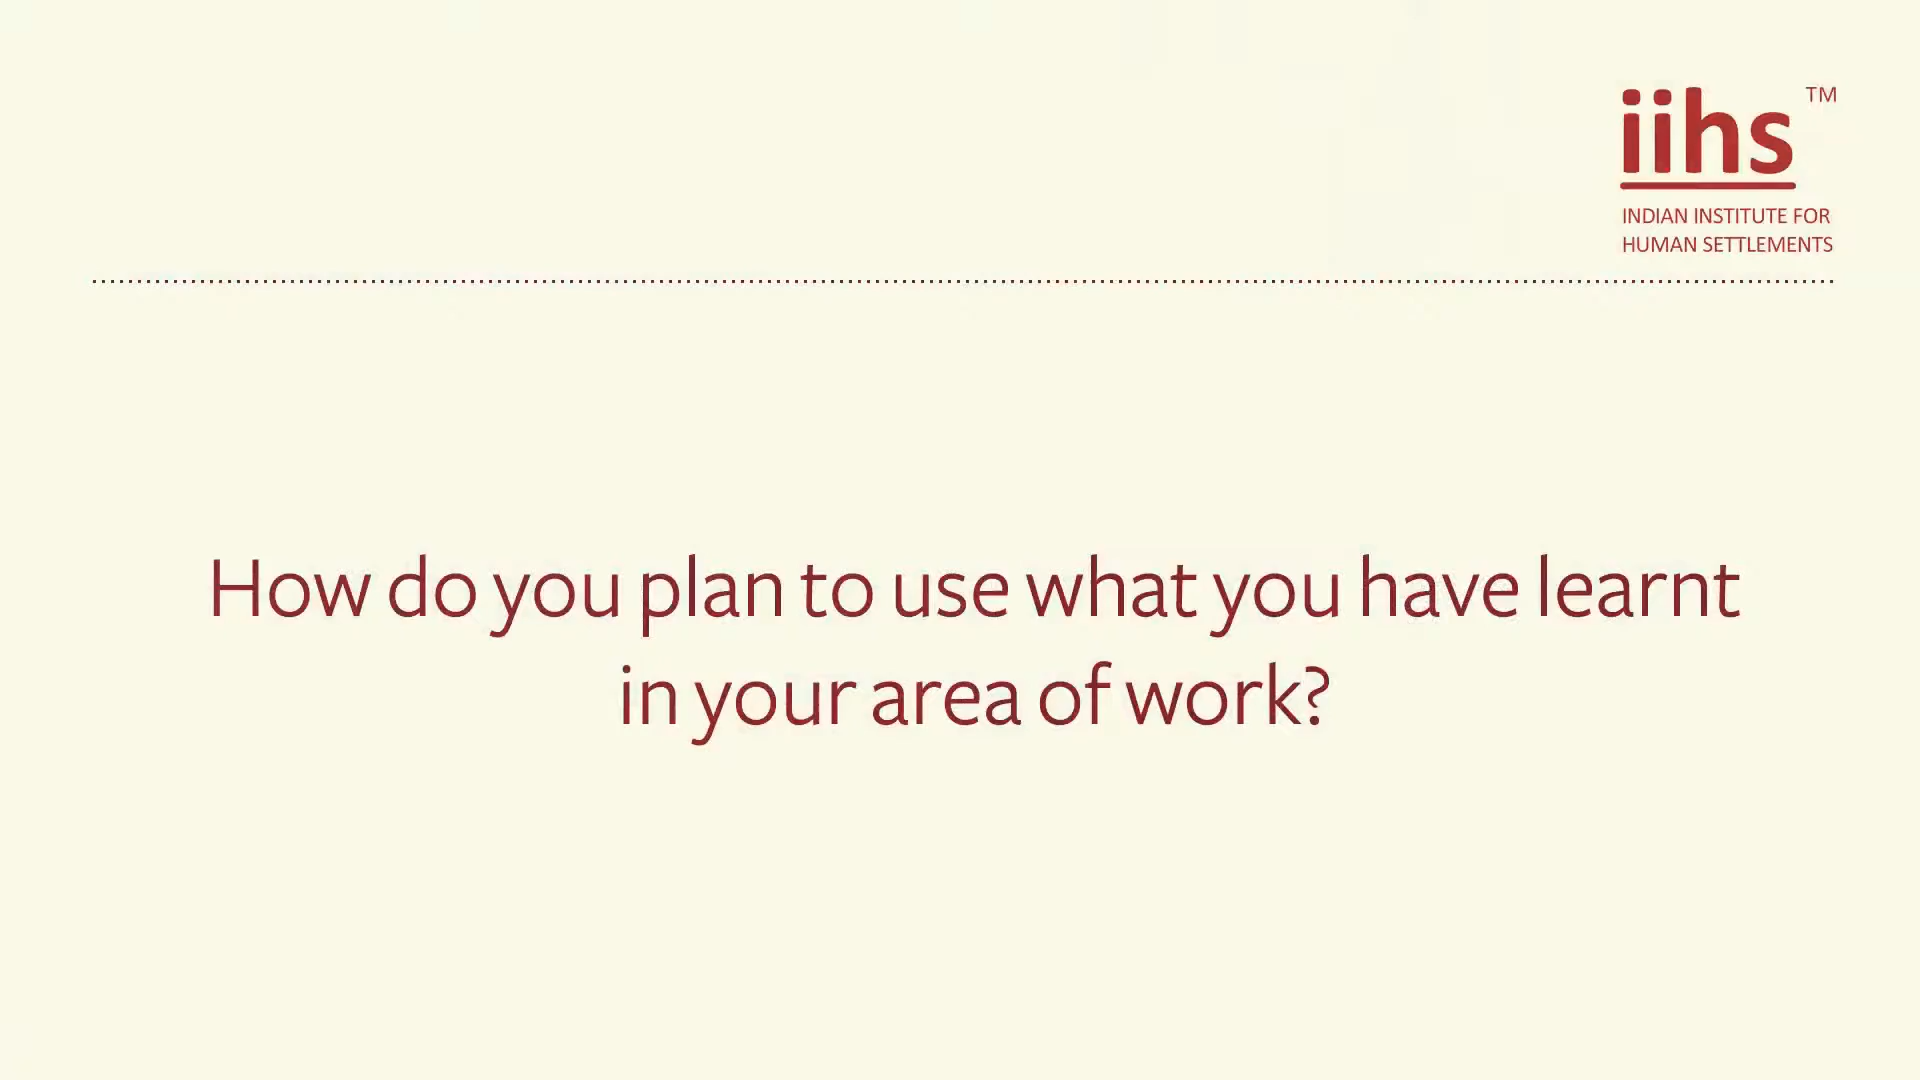 iihs TM
INDIAN INSTITUTE FOR
HUMAN SETTLEMENTS
How do you plan to use what you have learnt
in your area of work?